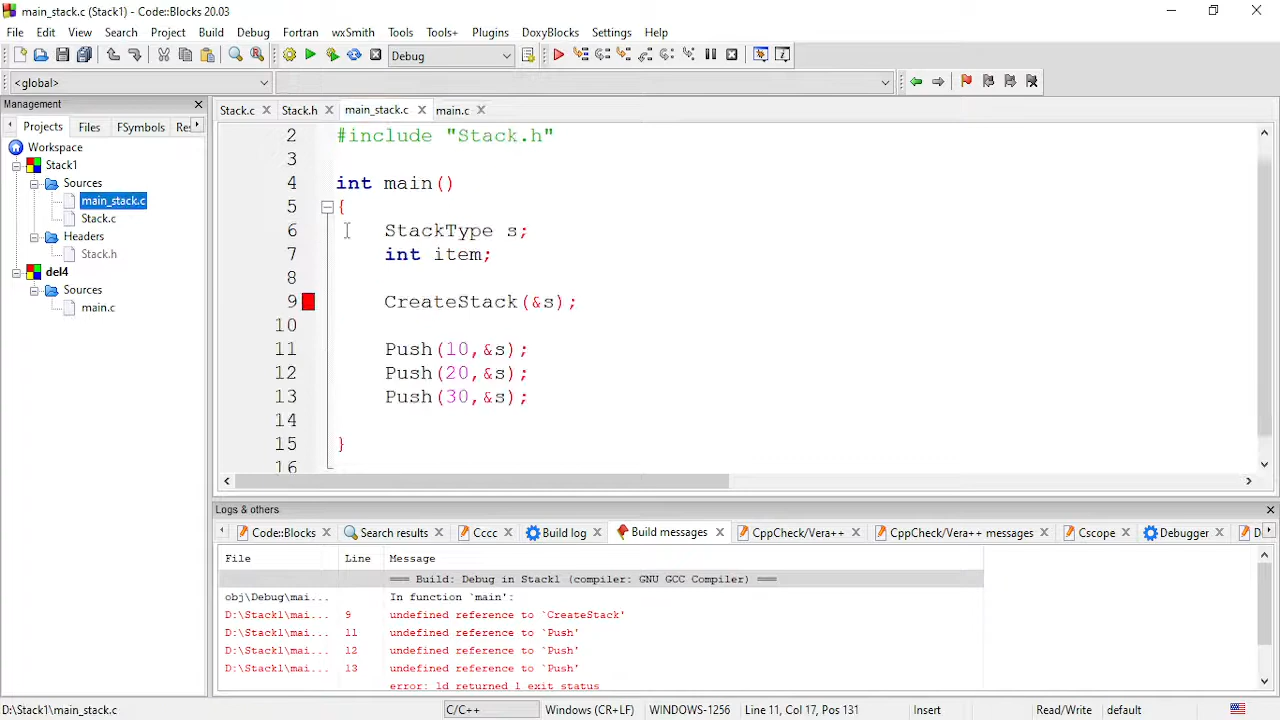 main_stack.c (Stack1) - Code::Blocks 20.03
File Edit View Search Project Build Debug Fortran wxSmith Tools Tools+ Plugins DoxyBlocks Settings Help
Debug
<global>
Management
Projects Files FSymbols Res
Stack.c Stack.h main_stack.c main.c
Workspace
Stack1
Sources
main_stack.c
Stack.c
Headers
Stack.h
del4
Sources
main.c
2 #include "Stack.h"
3
4 int main()
5 {
6 StackType s;
7 int item;
8
9 CreateStack(&s);
10
11 Push(10,&s);
12 Push(20,&s);
13 Push(30,&s);
14
15 }
16
Logs & others
Code::Blocks Search results Cccc Build log Build messages CppCheck/Vera++ CppCheck/Vera++ messages Cscope Debugger D
File Line Message
=== Build: Debug in Stack1 (compiler: GNU GCC Compiler) ===
obj\Debug\mai... In function `main':
D:\Stack1\mai... 9 undefined reference to `CreateStack'
D:\Stack1\mai... 11 undefined reference to `Push'
D:\Stack1\mai... 12 undefined reference to `Push'
D:\Stack1\mai... 13 undefined reference to `Push'
error: ld returned 1 exit status
D:\Stack1\main_stack.c C/C++ Windows (CR+LF) WINDOWS-1256 Line 11, Col 17, Pos 131 Insert Read/Write default